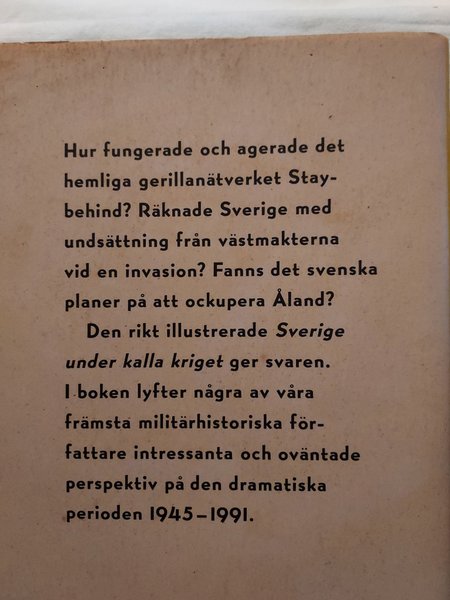 Hur fungerade och agerade det
hemliga gerillanätverket Stay-
behind? Räknade Sverige med
undsättning från västmakterna
vid en invasion? Fanns det svenska
planer på att ockupera Åland?
Den rikt illustrerade Sverige
under kalla kriget ger svaren.
I boken lyfter några av våra
främsta militärhistoriska för-
fattare intressanta och oväntade
perspektiv på den dramatiska
perioden 1945–1991.